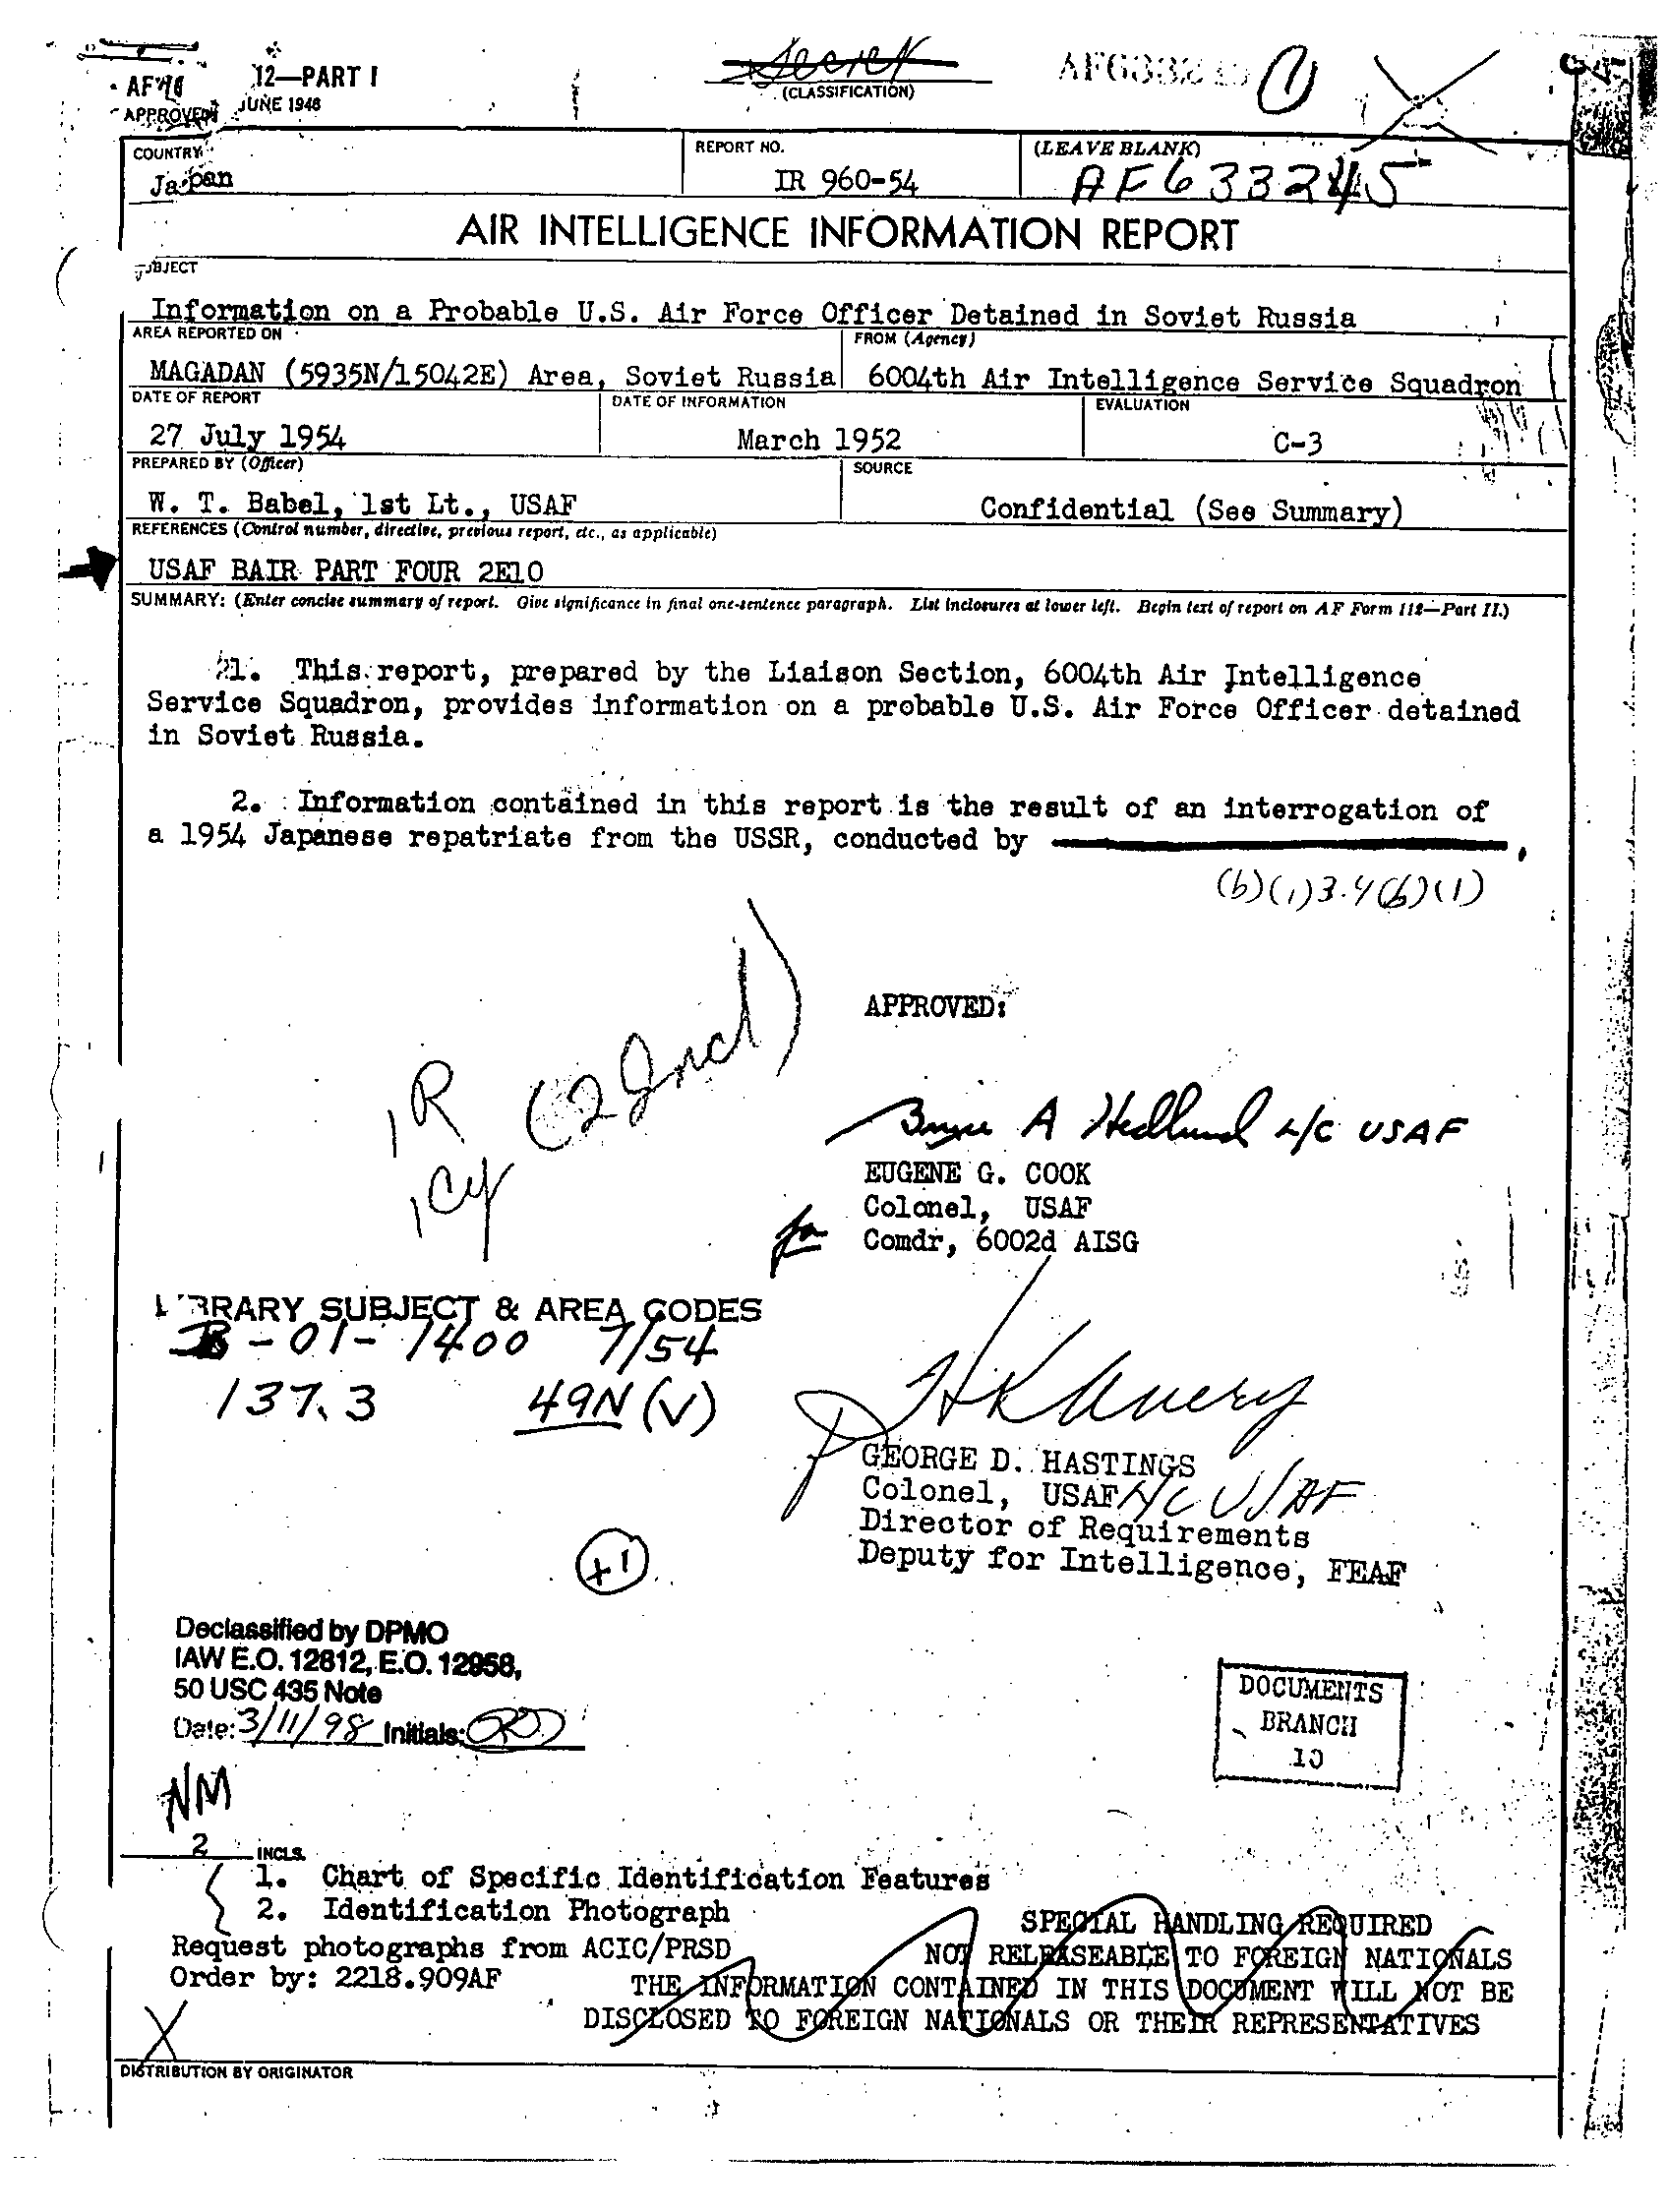 12—PART I
APPROVED JUNE 1948
Secret
(CLASSIFICATION)
1
COUNTRY
Japan
REPORT NO.
IR 960-54
(LEAVE BLANK)
AF633245
AIR INTELLIGENCE INFORMATION REPORT
SUBJECT
Information on a Probable U.S. Air Force Officer Detained in Soviet Russia
AREA REPORTED ON
MAGADAN (5935N/15042E) Area, Soviet Russia
FROM (Agency)
6004th Air Intelligence Service Squadron
DATE OF REPORT
27 July 1954
DATE OF INFORMATION
March 1952
EVALUATION
C-3
PREPARED BY (Officer)
W. T. Babel, 1st Lt., USAF
SOURCE
Confidential (See Summary)
REFERENCES (Control number, directive, previous report, etc., as applicable)
USAF BAIR PART FOUR 2E10
SUMMARY: (Enter concise summary of report. Give significance in final one-sentence paragraph. List inclosures at lower left. Begin text of report on AF Form 112—Part II.)
1. This report, prepared by the Liaison Section, 6004th Air Intelligence
Service Squadron, provides information on a probable U.S. Air Force Officer detained
in Soviet Russia.
2. Information contained in this report is the result of an interrogation of
a 1954 Japanese repatriate from the USSR, conducted by
(b)(1)3.4(b)(1)
1R
1Cy
(2 Incl)
APPROVED:
A Hedlund L/C USAF
EUGENE G. COOK
Colonel, USAF
for Comdr, 6002d AISG
LIBRARY SUBJECT & AREA CODES
B-01-1400 7/54
137.3 49N (V)
HK Avery
GEORGE D. HASTINGS
Colonel, USAF L/C USAF
Director of Requirements
Deputy for Intelligence, FEAF
+1
Declassified by DPMO
IAW E.O. 12812, E.O. 12958,
50 USC 435 Note
Date: 3/11/98 Initials:
DOCUMENTS
BRANCH
10
NM
2 INCLS.
1. Chart of Specific Identification Features
2. Identification Photograph
Request photographs from ACIC/PRSD
Order by: 2218.909AF
SPECIAL HANDLING REQUIRED
NOT RELEASEABLE TO FOREIGN NATIONALS
THE INFORMATION CONTAINED IN THIS DOCUMENT WILL NOT BE
DISCLOSED TO FOREIGN NATIONALS OR THEIR REPRESENTATIVES
X
DISTRIBUTION BY ORIGINATOR